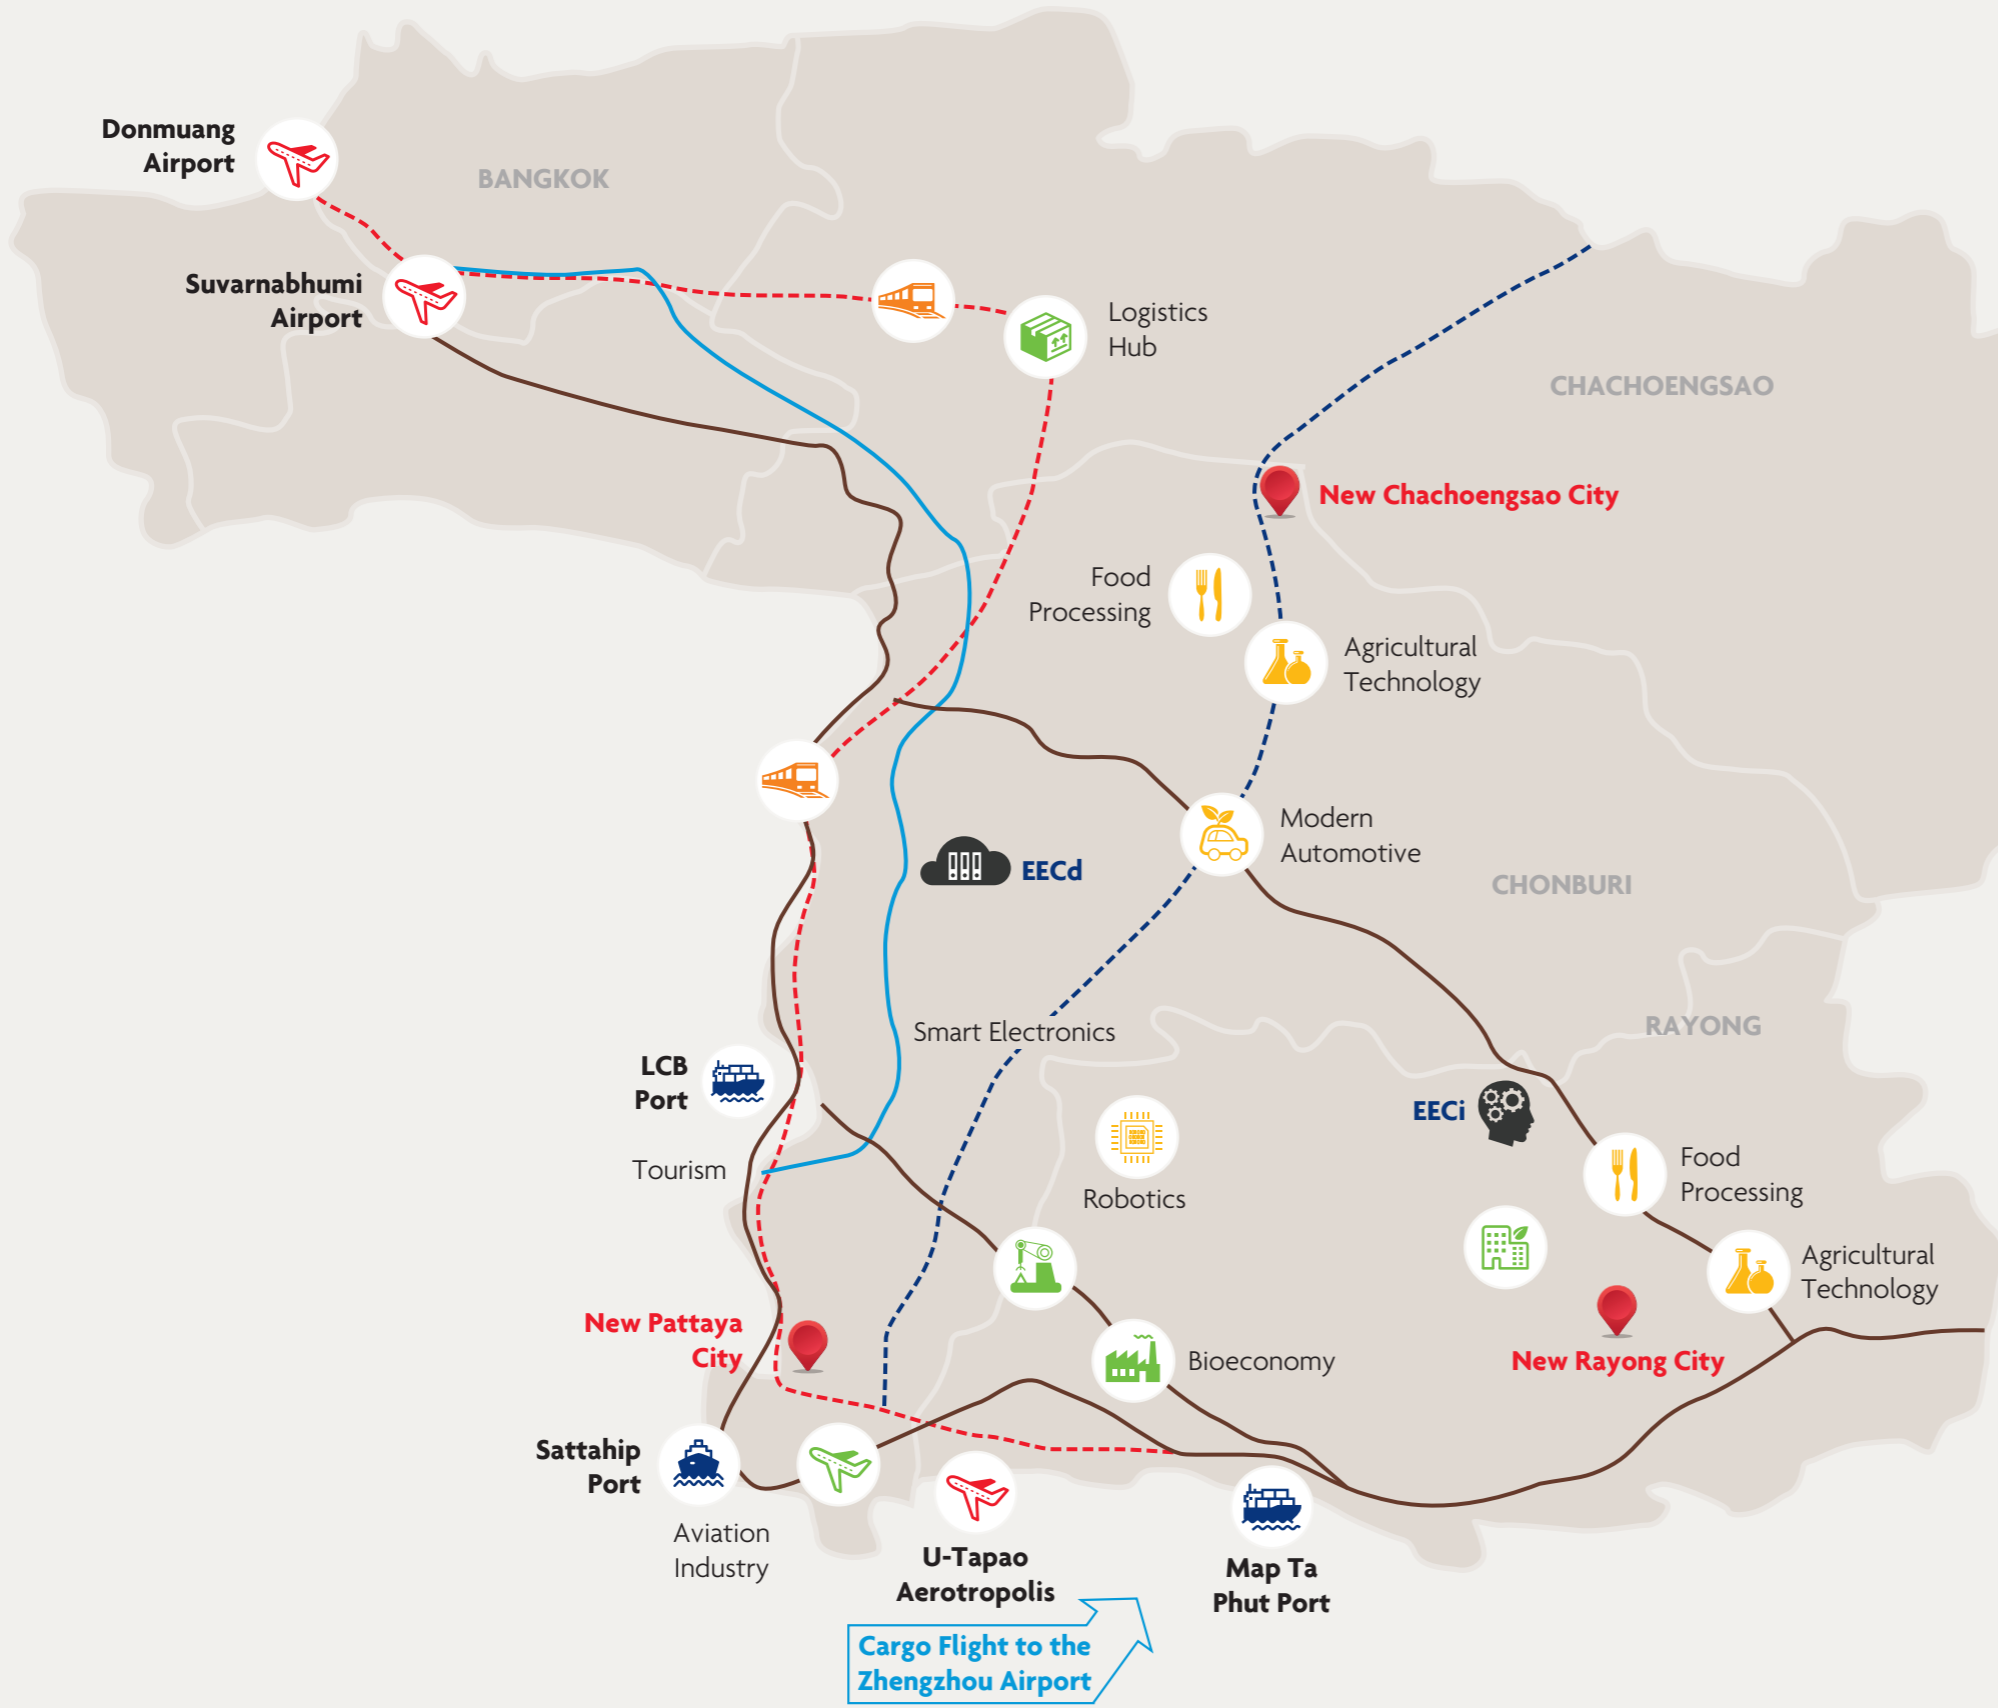 Donmuang
Airport
BANGKOK
Suvarnabhumi
Airport
Logistics
Hub
CHACHOENGSAO
New Chachoengsao City
Food
Processing
Agricultural
Technology
Modern
Automotive
EECd
CHONBURI
Smart Electronics
RAYONG
LCB
Port
EECi
Tourism
Robotics
Food
Processing
Agricultural
Technology
New Pattaya
City
Bioeconomy
New Rayong City
Sattahip
Port
Aviation
Industry
U-Tapao
Aerotropolis
Map Ta
Phut Port
Cargo Flight to the
Zhengzhou Airport